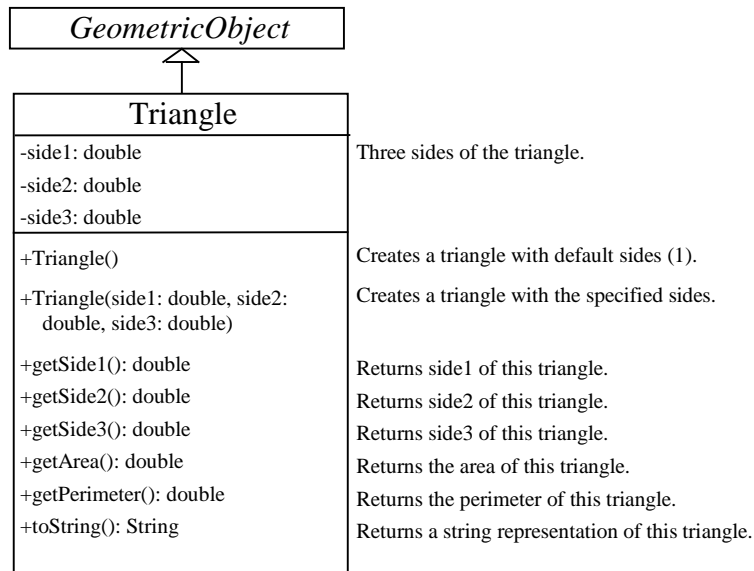 GeometricObject
Triangle
-side1: double
Three sides of the triangle.
-side2: double
-side3: double
+Triangle()
Creates a triangle with default sides (1).
+Triangle(side1: double, side2:
double, side3: double)
Creates a triangle with the specified sides.
+getSide1(): double
Returns side1 of this triangle.
+getSide2(): double
Returns side2 of this triangle.
+getSide3(): double
Returns side3 of this triangle.
+getArea(): double
Returns the area of this triangle.
+getPerimeter(): double
Returns the perimeter of this triangle.
+toString(): String
Returns a string representation of this triangle.